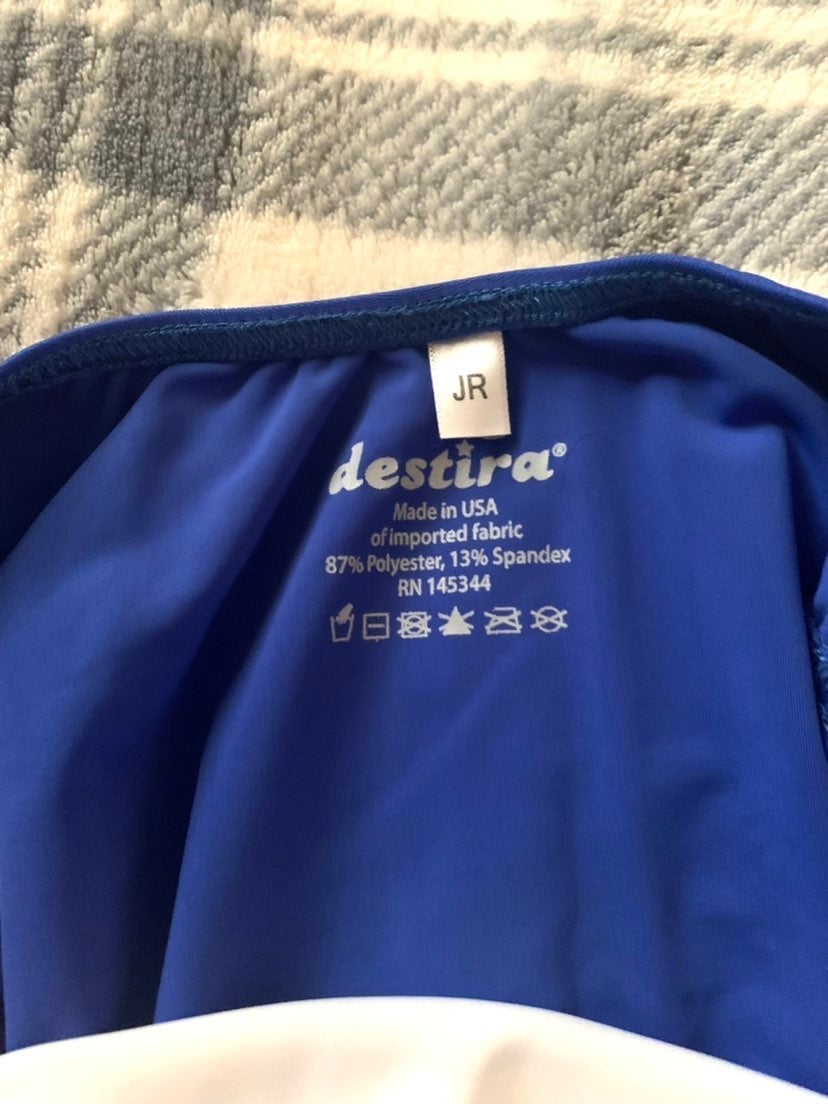 JR
destira®
Made in USA
of imported fabric
87% Polyester, 13% Spandex
RN 145344